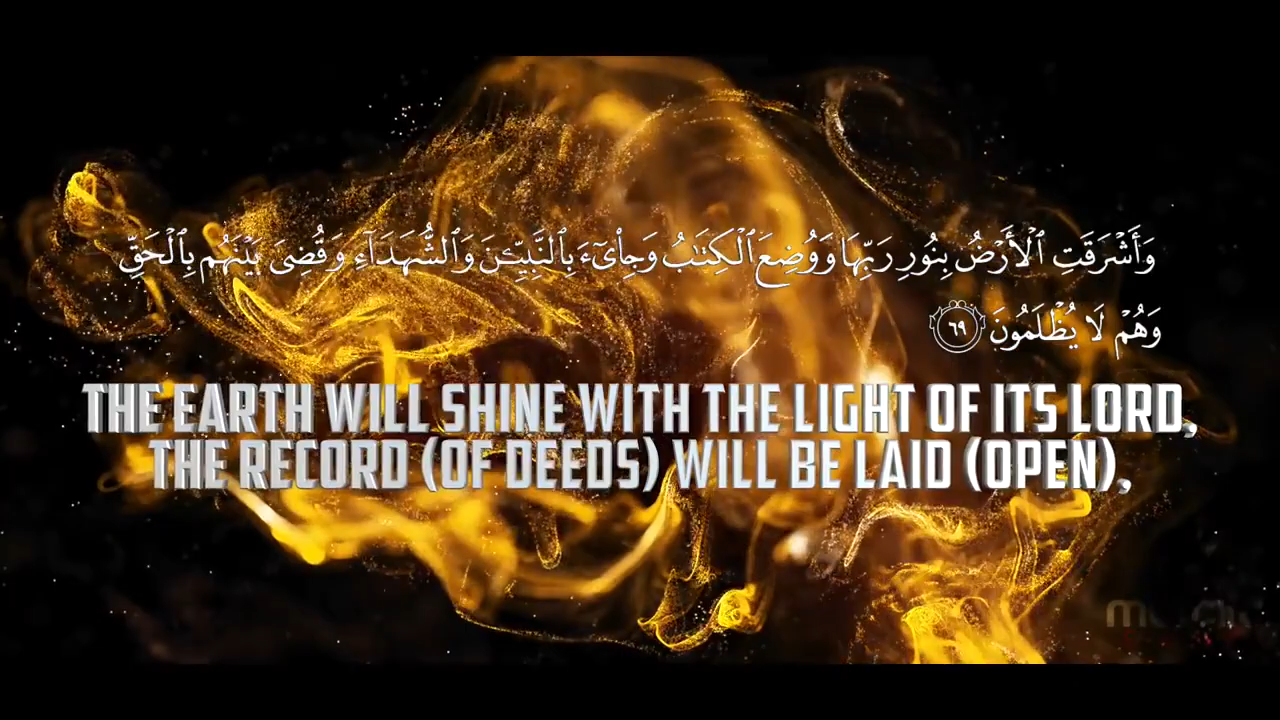 وَأَشْرَقَتِ ٱلْأَرْضُ بِنُورِ رَبِّهَا وَوُضِعَ ٱلْكِتَٰبُ وَجِا۟ىٓءَ بِٱلنَّبِيِّـۧنَ وَٱلشُّهَدَآءِ وَقُضِىَ بَيْنَهُم بِٱلْحَقِّ
وَهُمْ لَا يُظْلَمُونَ ٦٩
THE EARTH WILL SHINE WITH THE LIGHT OF ITS LORD,
THE RECORD (OF DEEDS) WILL BE LAID (OPEN),